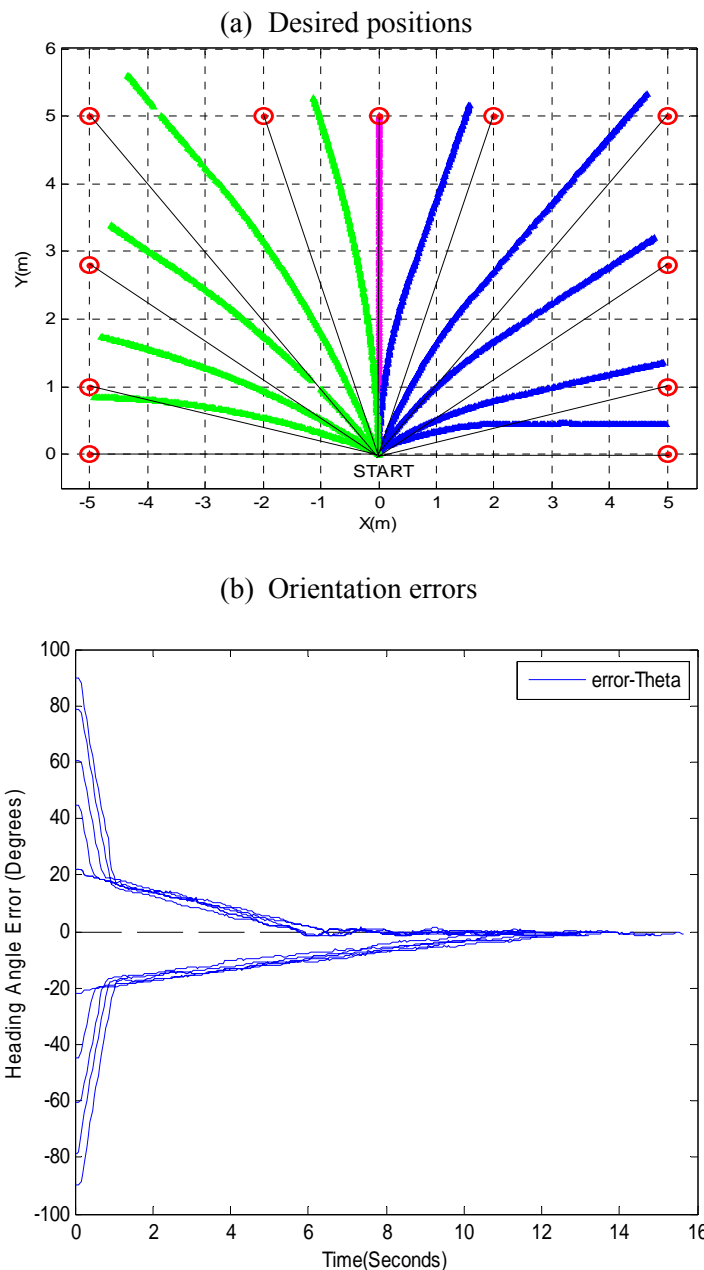 (a) Desired positions
6
5
4
3
2
1
0
Y(m)
START
-5 -4 -3 -2 -1 0 1 2 3 4 5
X(m)
(b) Orientation errors
100
80
60
40
20
0
-20
-40
-60
-80
-100
Heading Angle Error (Degrees)
error-Theta
0 2 4 6 8 10 12 14 16
Time(Seconds)